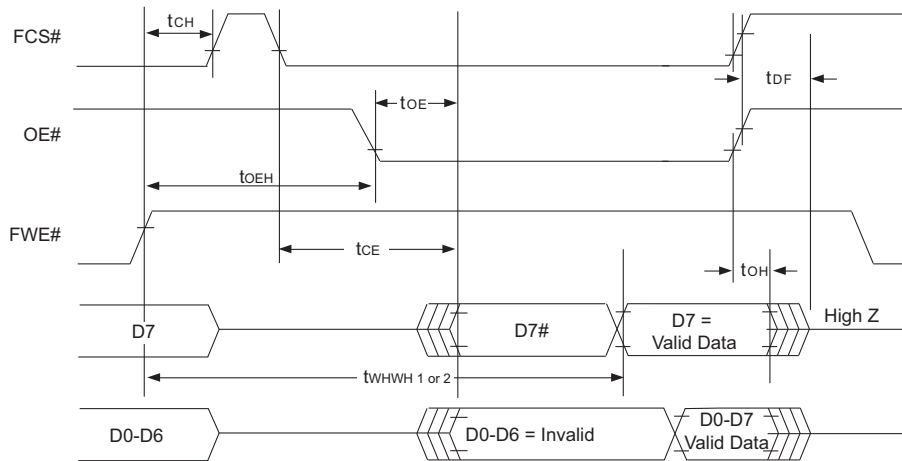 FCS#
tCH
tDF
OE#
tOE
tOEH
FWE#
tCE
tOH
D7
D7#
D7 =
Valid Data
High Z
tWHWH 1 or 2
D0-D6
D0-D6 = Invalid
D0-D7
Valid Data